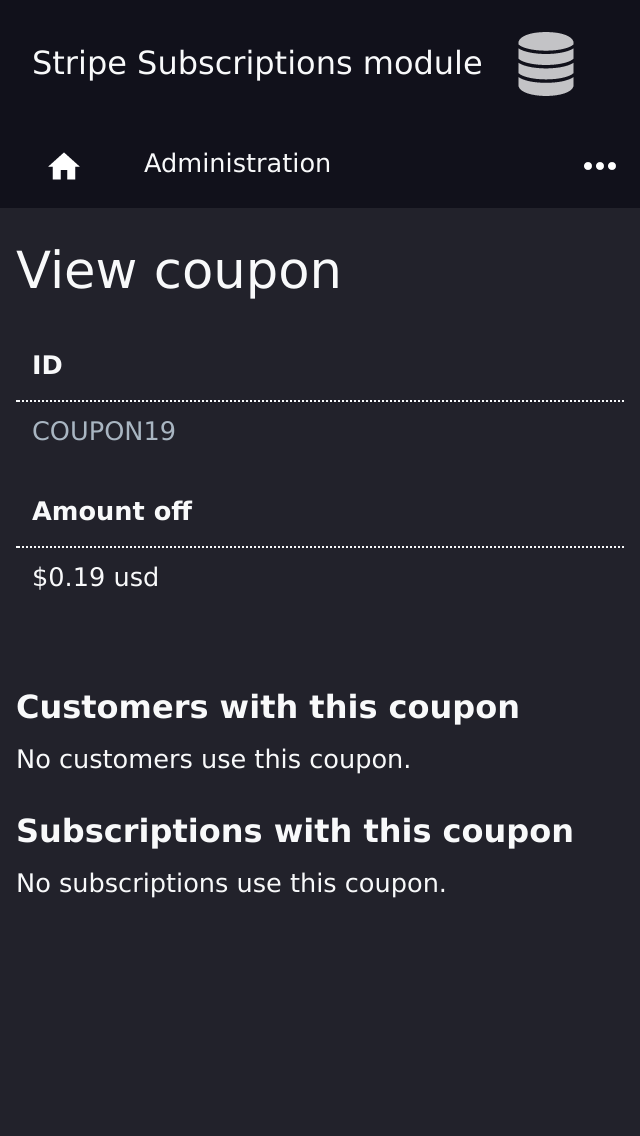 Stripe Subscriptions module
Administration
View coupon
ID
COUPON19
Amount off
$0.19 usd
Customers with this coupon
No customers use this coupon.
Subscriptions with this coupon
No subscriptions use this coupon.